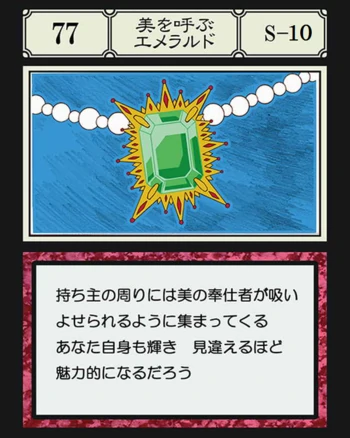 77
美を呼ぶ
エメラルド
S-10
持ち主の周りには美の奉仕者が吸い
よせられるように集まってくる
あなた自身も輝き　見違えるほど
魅力的になるだろう